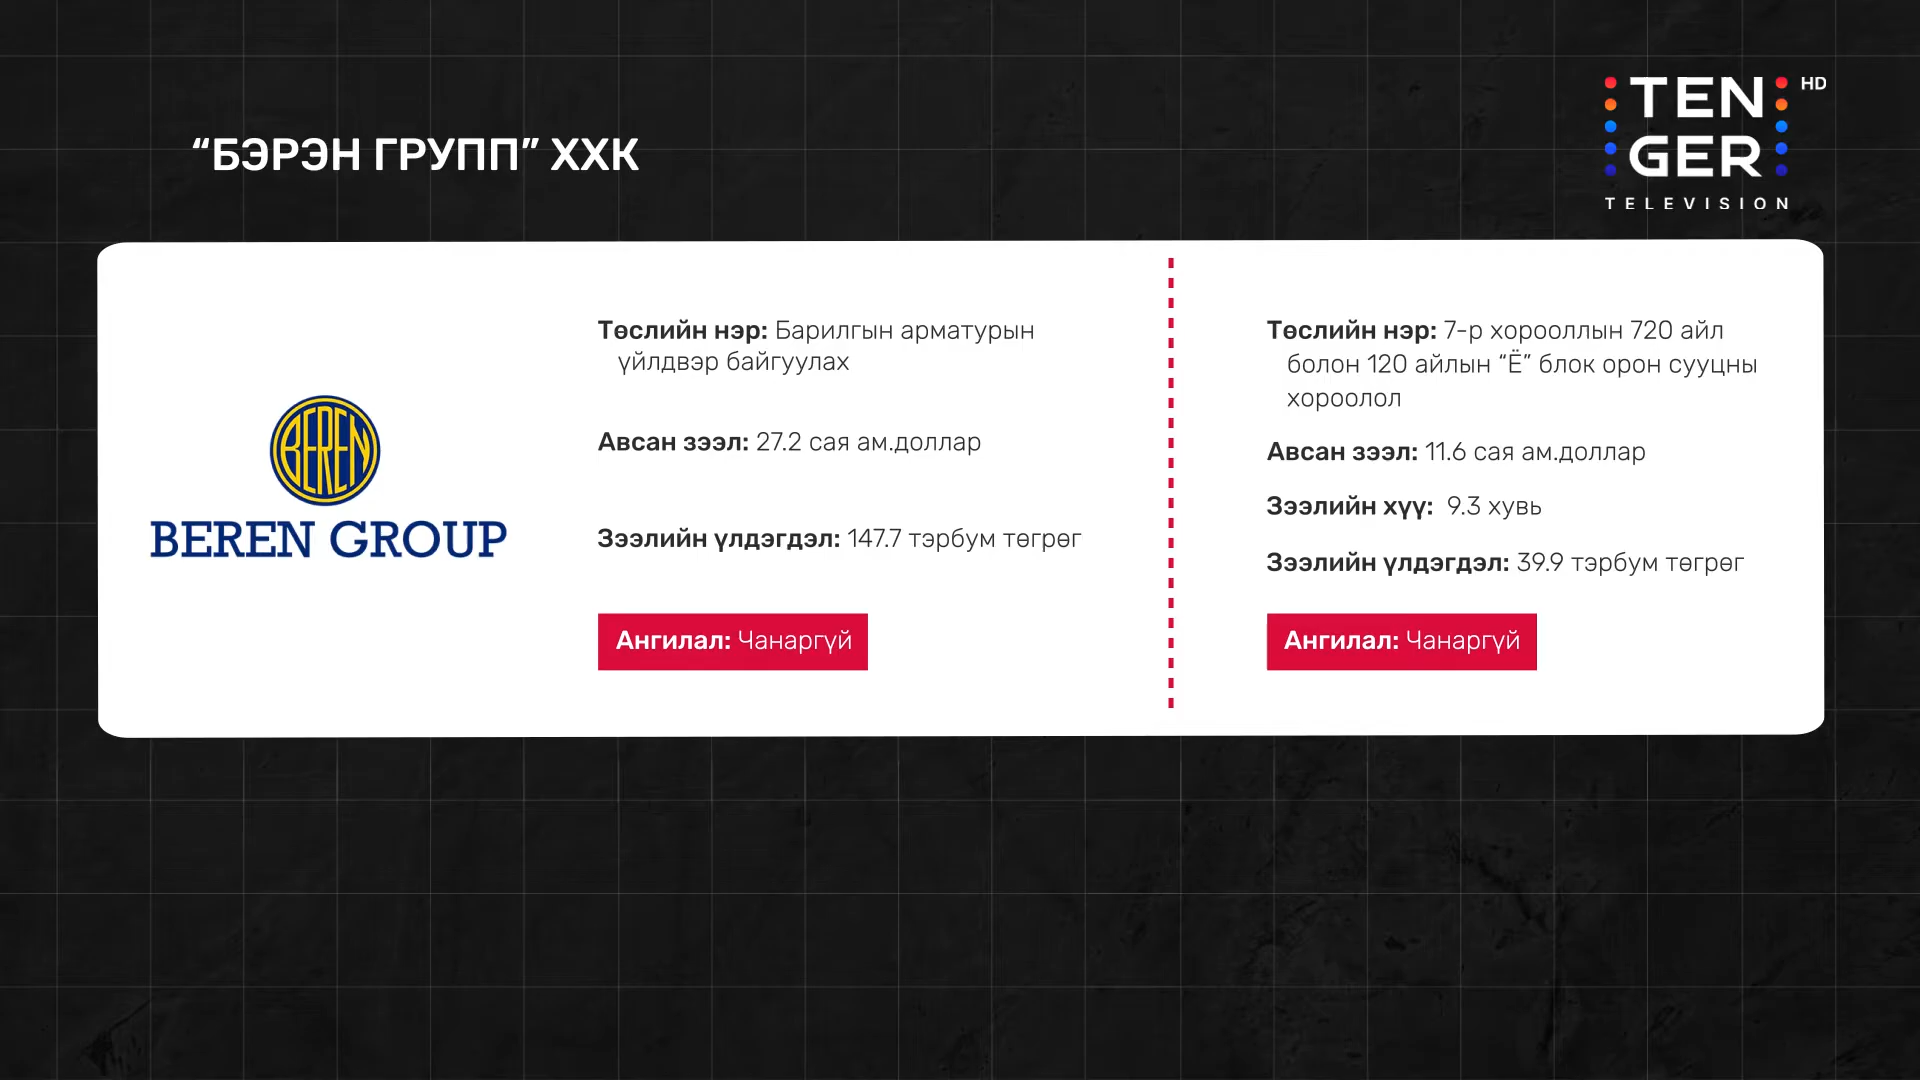 “БЭРЭН ГРУПП” ХХК
TEN HD
GER
TELEVISION
BEREN
BEREN GROUP
Төслийн нэр: Барилгын арматурын
үйлдвэр байгуулах
Авсан зээл: 27.2 сая ам.доллар
Зээлийн үлдэгдэл: 147.7 тэрбум төгрөг
Ангилал: Чанаргүй
Төслийн нэр: 7-р хорооллын 720 айл
болон 120 айлын “Ё” блок орон сууцны
хороолол
Авсан зээл: 11.6 сая ам.доллар
Зээлийн хүү: 9.3 хувь
Зээлийн үлдэгдэл: 39.9 тэрбум төгрөг
Ангилал: Чанаргүй